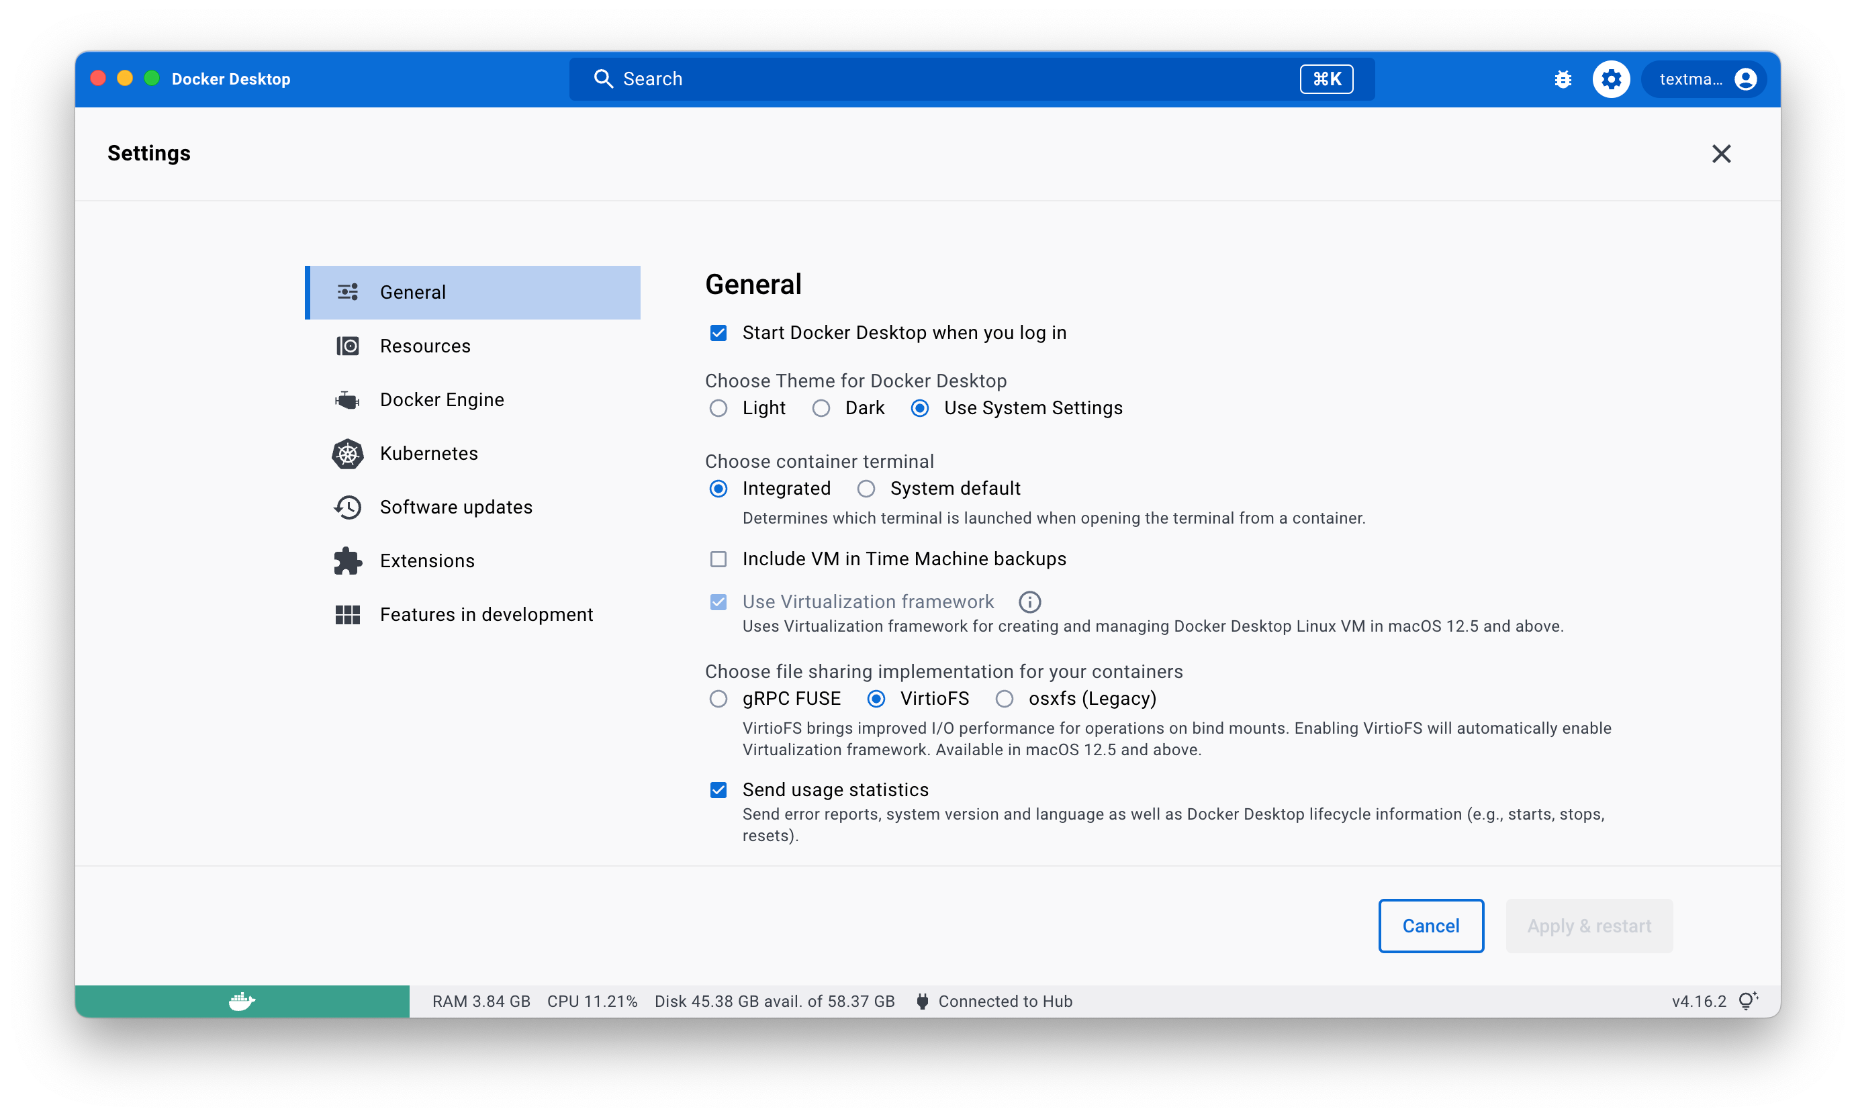 Docker Desktop
Search
⌘K
textma...
Settings
General
Resources
Docker Engine
Kubernetes
Software updates
Extensions
Features in development
General
Start Docker Desktop when you log in
Choose Theme for Docker Desktop
Light Dark Use System Settings
Choose container terminal
Integrated System default
Determines which terminal is launched when opening the terminal from a container.
Include VM in Time Machine backups
Use Virtualization framework
Uses Virtualization framework for creating and managing Docker Desktop Linux VM in macOS 12.5 and above.
Choose file sharing implementation for your containers
gRPC FUSE VirtioFS osxfs (Legacy)
VirtioFS brings improved I/O performance for operations on bind mounts. Enabling VirtioFS will automatically enable
Virtualization framework. Available in macOS 12.5 and above.
Send usage statistics
Send error reports, system version and language as well as Docker Desktop lifecycle information (e.g., starts, stops,
resets).
Cancel Apply & restart
RAM 3.84 GB CPU 11.21% Disk 45.38 GB avail. of 58.37 GB Connected to Hub v4.16.2